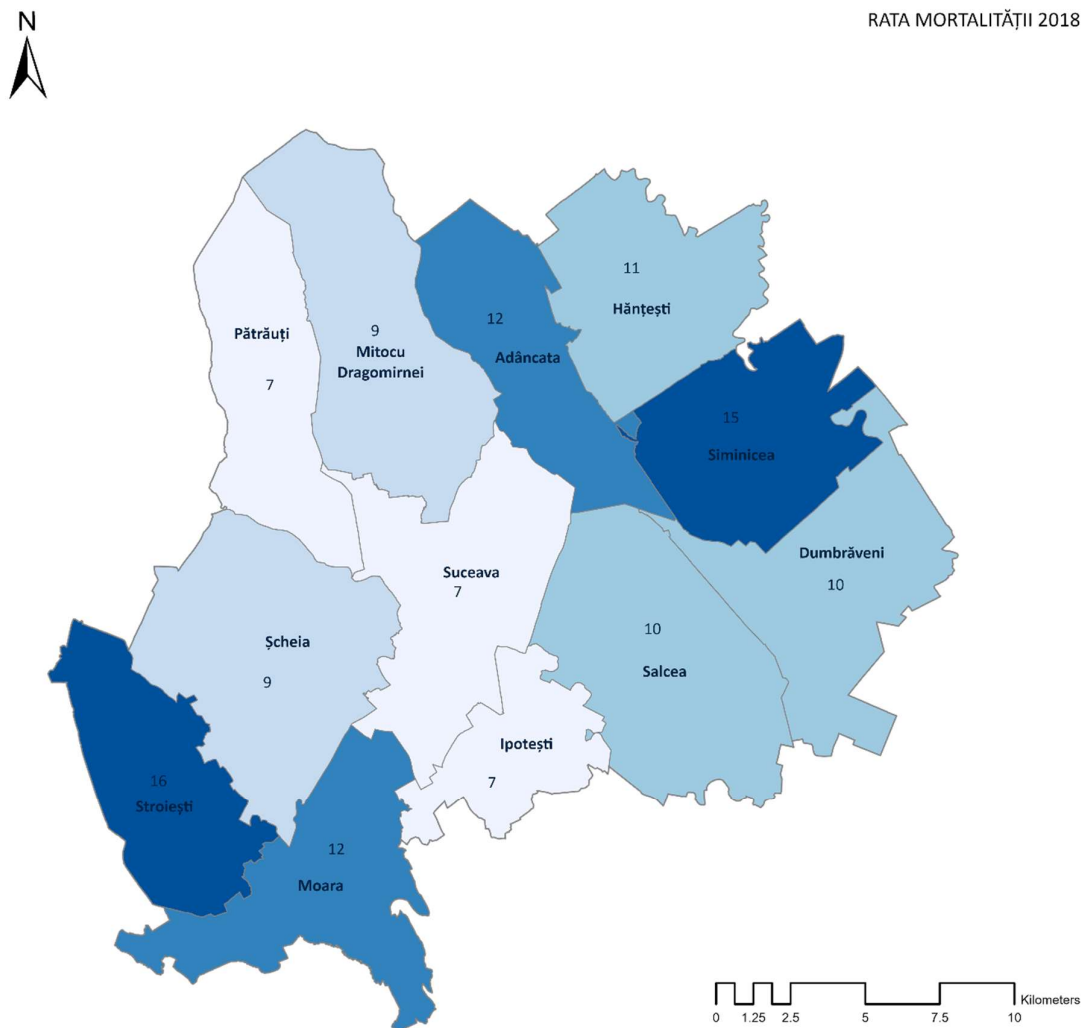 N
RATA MORTALITĂȚII 2018
11
Hănțești
12
Adâncata
Pătrăuți
7
9
Mitocu
Dragomirnei
15
Siminicea
Dumbrăveni
10
Suceava
7
10
Salcea
Șcheia
9
Ipotești
7
16
Stroiești
12
Moara
Kilometers
0 1.25 2.5 5 7.5 10